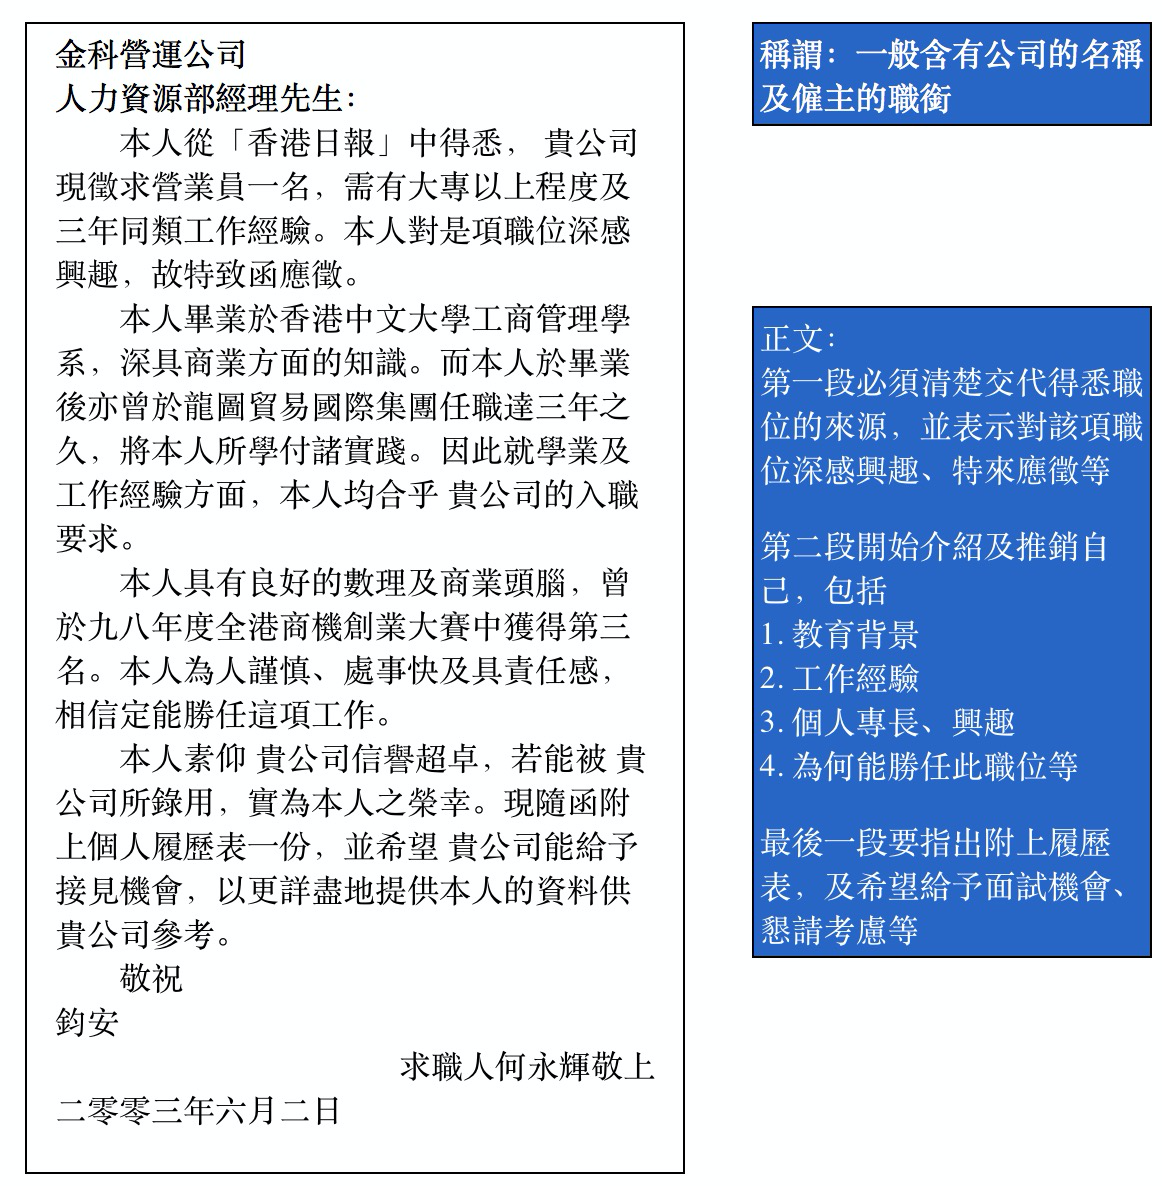 金科營運公司
人力資源部經理先生：
本人從「香港日報」中得悉， 貴公司
現徵求營業員一名，需有大專以上程度及
三年同類工作經驗。本人對是項職位深感
興趣，故特致函應徵。
本人畢業於香港中文大學工商管理學
系，深具商業方面的知識。而本人於畢業
後亦曾於龍圖貿易國際集團任職達三年之
久，將本人所學付諸實踐。因此就學業及
工作經驗方面，本人均合乎 貴公司的入職
要求。
本人具有良好的數理及商業頭腦，曾
於九八年度全港商機創業大賽中獲得第三
名。本人為人謹慎、處事快及具責任感，
相信定能勝任這項工作。
本人素仰 貴公司信譽超卓，若能被 貴
公司所錄用，實為本人之榮幸。現隨函附
上個人履歷表一份，並希望 貴公司能給予
接見機會，以更詳盡地提供本人的資料供
貴公司參考。
敬祝
鈞安
求職人何永輝敬上
二零零三年六月二日
稱謂：一般含有公司的名稱
及僱主的職銜
正文：
第一段必須清楚交代得悉職
位的來源，並表示對該項職
位深感興趣、特來應徵等
第二段開始介紹及推銷自
己，包括
1. 教育背景
2. 工作經驗
3. 個人專長、興趣
4. 為何能勝任此職位等
最後一段要指出附上履歷
表，及希望給予面試機會、
懇請考慮等